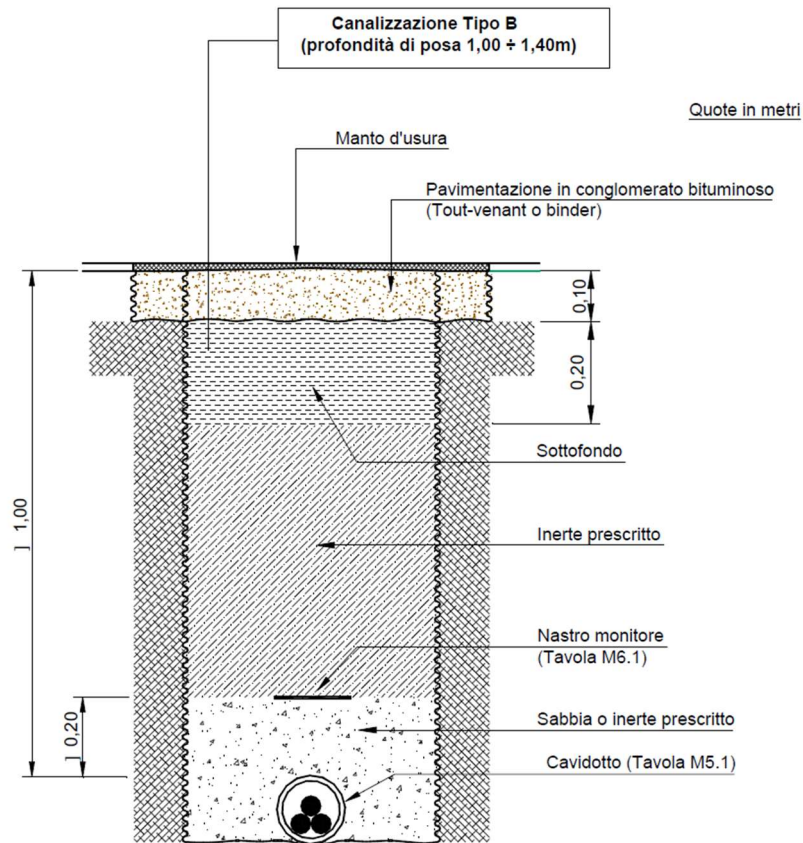 Canalizzazione Tipo B
(profondità di posa 1,00 ÷ 1,40m)
Quote in metri
Manto d'usura
Pavimentazione in conglomerato bituminoso
(Tout-venant o binder)
0,10
0,20
Sottofondo
] 1,00
Inerte prescritto
Nastro monitore
(Tavola M6.1)
] 0,20
Sabbia o inerte prescritto
Cavidotto (Tavola M5.1)